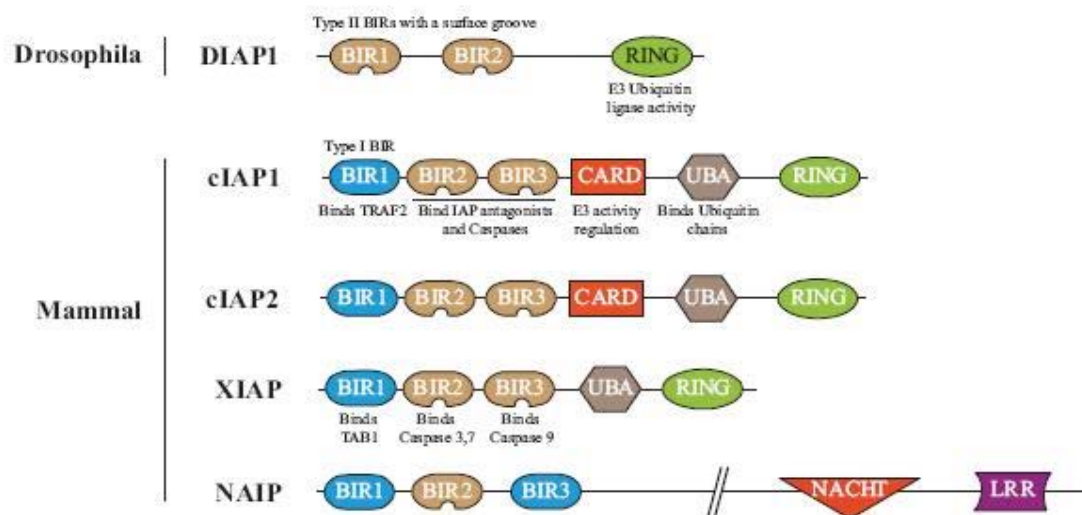 Type II BIRs with a surface groove
Drosophila DIAP1 BIR1 BIR2 RING
E3 Ubiquitin
ligase activity
Type I BIR
cIAP1 BIR1 BIR2 BIR3 CARD UBA RING
Binds TRAF2 Bind IAP antagonists E3 activity Binds Ubiquitin
and Caspases regulation chains
Mammal
cIAP2 BIR1 BIR2 BIR3 CARD UBA RING
XIAP BIR1 BIR2 BIR3 UBA RING
Binds Binds Binds
TAB1 Caspase 3,7 Caspase 9
NAIP BIR1 BIR2 BIR3 NACHT LRR